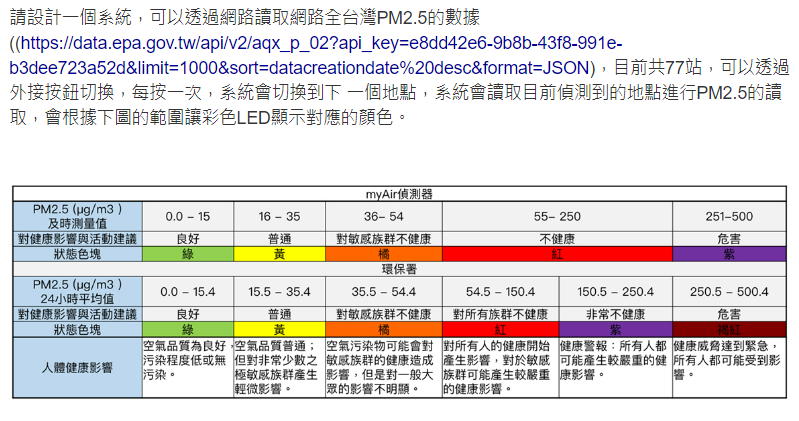 請設計一個系統，可以透過網路讀取網路全台灣PM2.5的數據
((https://data.epa.gov.tw/api/v2/aqx_p_02?api_key=e8dd42e6-9b8b-43f8-991e-
b3dee723a52d&limit=1000&sort=datacreationdate%20desc&format=JSON)，目前共77站，可以透過
外接按鈕切換，每按一次，系統會切換到下 一個地點，系統會讀取目前偵測到的地點進行PM2.5的讀
取，會根據下圖的範圍讓彩色LED顯示對應的顏色。
myAir偵測器
PM2.5 (μg/m3 )
及時測量值
0.0 – 15
16 – 35
36– 54
55– 250
251–500
對健康影響與活動建議
良好
普通
對敏感族群不健康
不健康
危害
狀態色塊
綠
黃
橘
紅
紫
環保署
PM2.5 (μg/m3 )
24小時平均值
0.0 – 15.4
15.5 – 35.4
35.5 – 54.4
54.5 – 150.4
150.5 – 250.4
250.5 – 500.4
對健康影響與活動建議
良好
普通
對敏感族群不健康
對所有族群不健康
非常不健康
危害
狀態色塊
綠
黃
橘
紅
紫
褐紅
人體健康影響
空氣品質為良好，
污染程度低或無
污染。
空氣品質普通；
但對非常少數之
極敏感族群產生
輕微影響。
空氣污染物可能會對
敏感族群的健康造成
影響，但是對一般大
眾的影響不明顯。
對所有人的健康開始
產生影響，對於敏感
族群可能產生較嚴重
的健康影響。
健康警報：所有人都
可能產生較嚴重的健
康影響。
健康威脅達到緊急，
所有人都可能受到影
響。